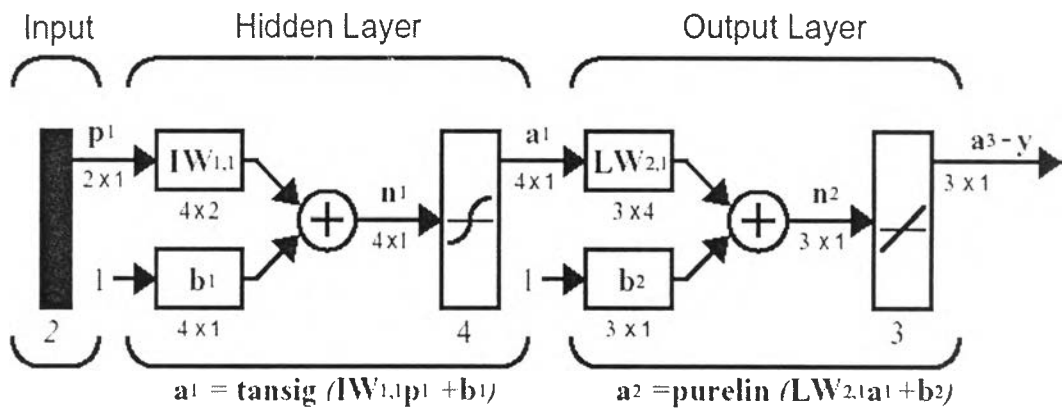 Input Hidden Layer Output Layer
p1 a1 a3-y
IW1,1 LW2,1
2 x 1 4 x 1 3 x 1
n1 n2
4 x 2 4 x 1 3 x 4 3 x 1
1 b1 1 b2
2 4 x 1 4 3 x 1 3
a1 = tansig (IW1,1p1 +b1) a2 =purelin (LW2,1a1 +b2)